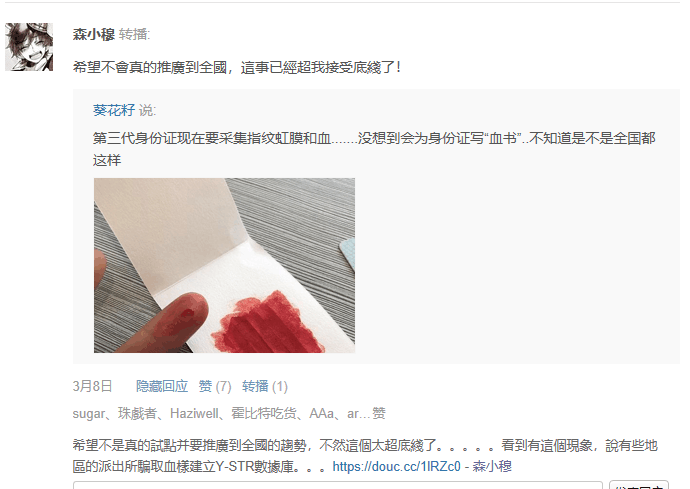 森小穆 转播:
希望不會真的推廣到全國，這事已經超我接受底綫了！
葵花籽 说:
第三代身份证现在要采集指纹虹膜和血.......没想到会为身份证写“血书”..不知道是不是全国都
这样
3月8日 隐藏回应 赞 (7) 转播 (1)
sugar、珠戯者、Haziwell、霍比特吃货、AAa、ar... 赞
希望不是真的試點并要推廣到全國的趨勢，不然這個太超底綫了。。。。。看到有這個現象，說有些地
區的派出所騙取血樣建立Y-STR數據庫。。。https://douc.cc/1lRZc0 - 森小穆